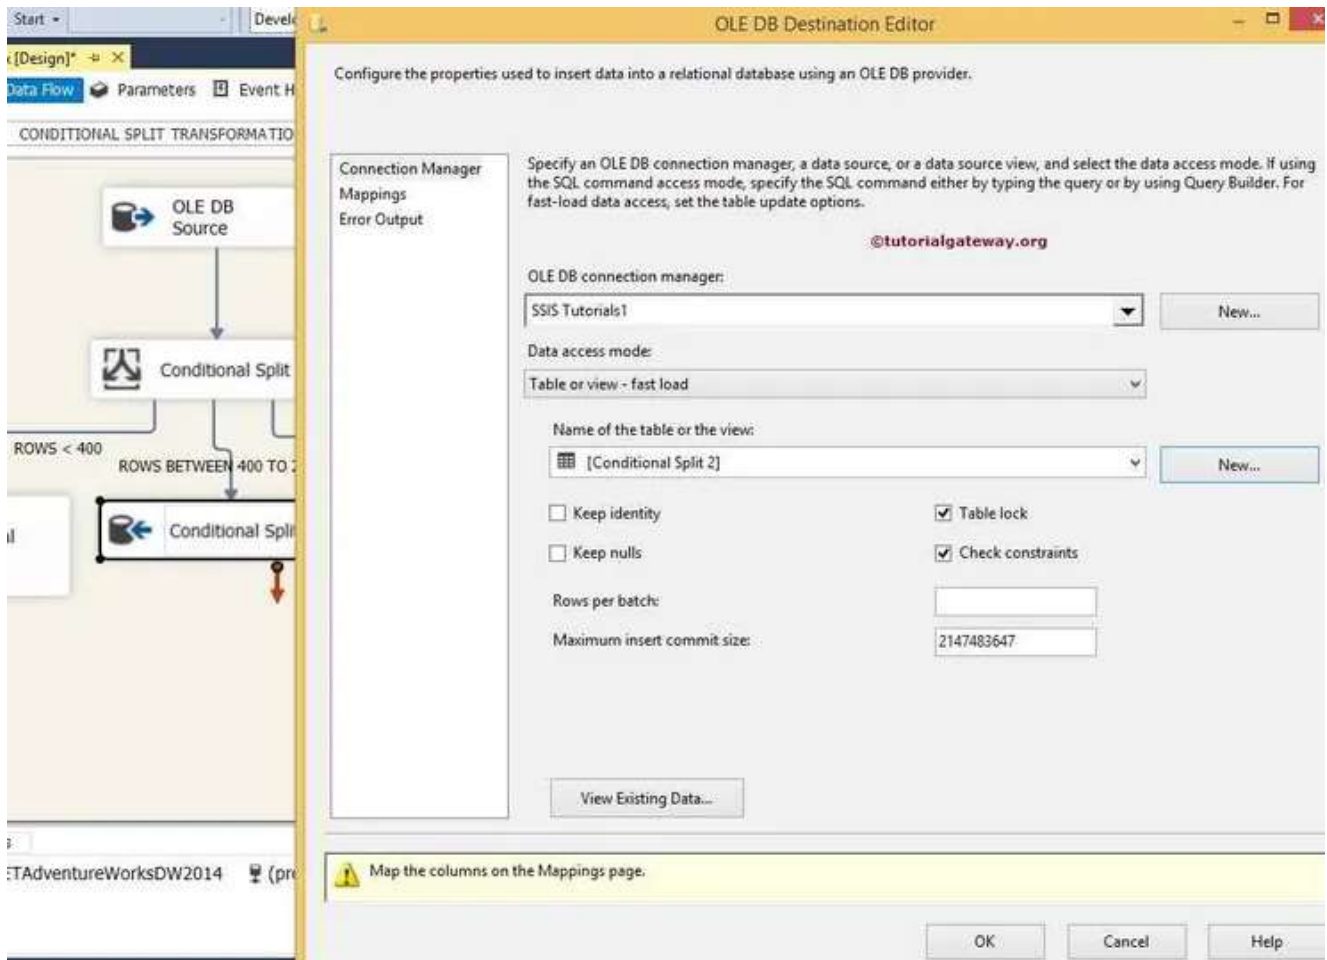 Start
OLE DB Destination Editor
[Design]*
Configure the properties used to insert data into a relational database using an OLE DB provider.
Data Flow
Parameters
Event H
CONDITIONAL SPLIT TRANSFORMATIO
Connection Manager
Mappings
Error Output
Specify an OLE DB connection manager, a data source, or a data source view, and select the data access mode. If using
the SQL command access mode, specify the SQL command either by typing the query or by using Query Builder. For
fast-load data access, set the table update options.
©tutorialgateway.org
OLE DB
Source
OLE DB connection manager:
SSIS Tutorials1
New...
Data access mode:
Table or view - fast load
Conditional Split
Name of the table or the view:
[Conditional Split 2]
New...
ROWS < 400
ROWS BETWEEN 400 TO
Conditional Spli
Keep identity
Table lock
Keep nulls
Check constraints
Rows per batch:
Maximum insert commit size:
2147483647
View Existing Data...
Map the columns on the Mappings page.
TAdventureWorksDW2014
(pr
OK
Cancel
Help